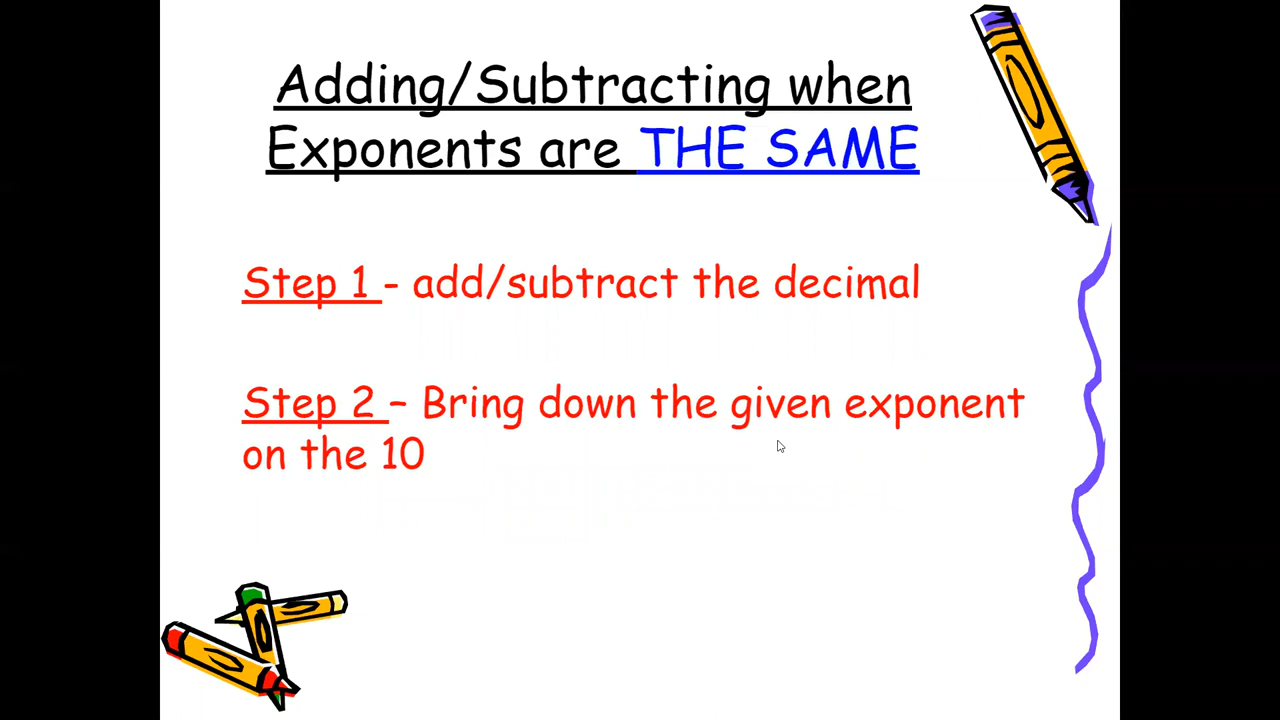 Adding/Subtracting when
Exponents are THE SAME
Step 1 - add/subtract the decimal
Step 2 – Bring down the given exponent
on the 10